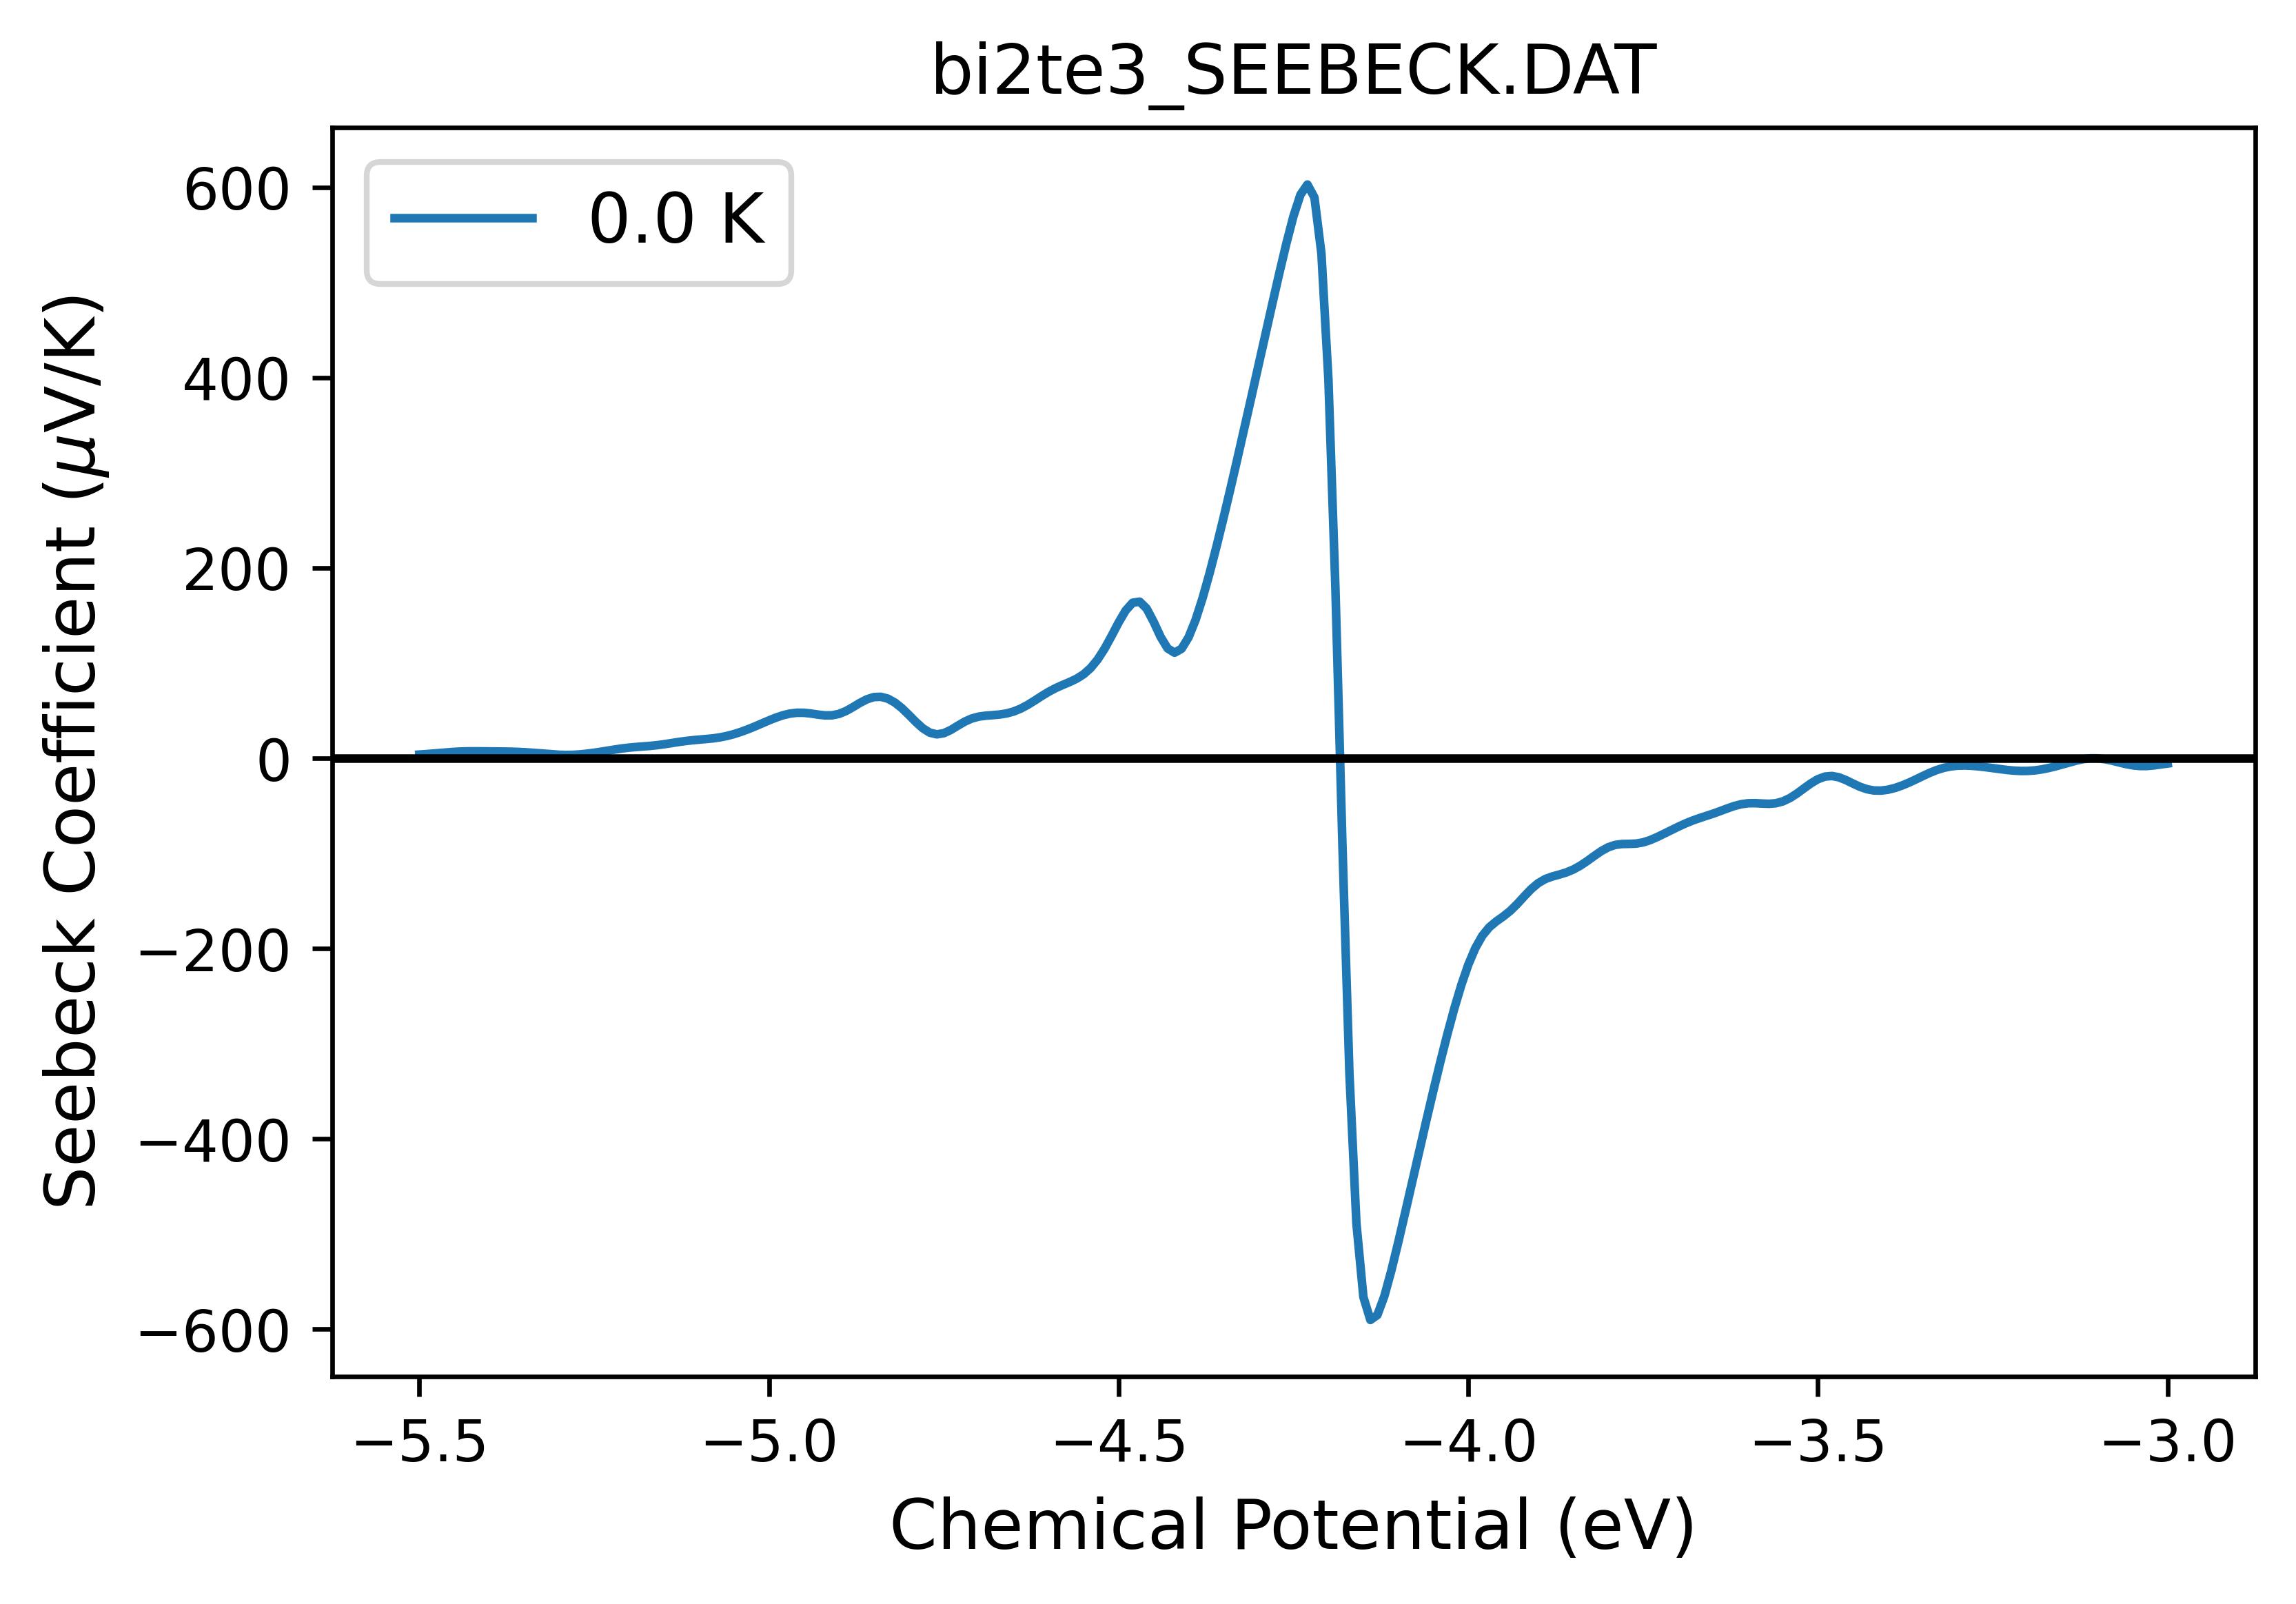 bi2te3_SEEBECK.DAT
0.0 K
Seebeck Coefficient (μV/K)
600
400
200
0
−200
−400
−600
−5.5 −5.0 −4.5 −4.0 −3.5 −3.0
Chemical Potential (eV)